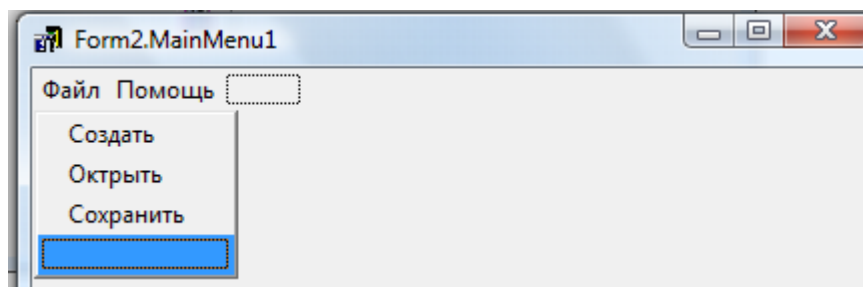 Form2.MainMenu1
Файл Помощь
Создать
Октрыть
Сохранить